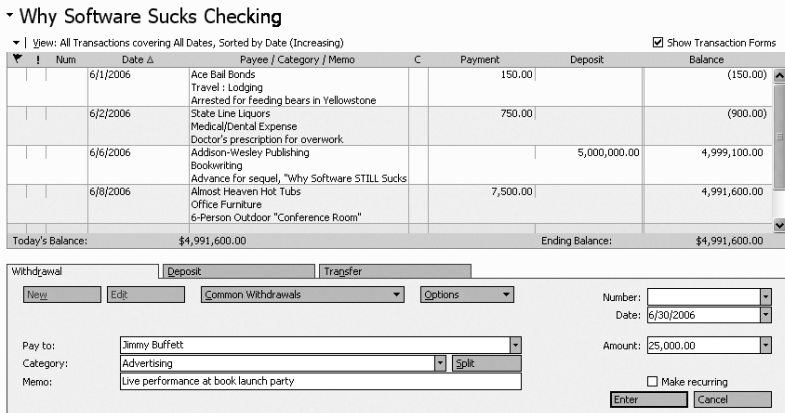 Why Software Sucks Checking
View: All Transactions covering All Dates, Sorted by Date (Increasing) Show Transaction Forms
! Num Date Payee / Category / Memo C Payment Deposit Balance
6/1/2006 Ace Bail Bonds 150.00 (150.00)
Travel : Lodging
Arrested for feeding bears in Yellowstone
6/2/2006 State Line Liquors 750.00 (900.00)
Medical/Dental Expense
Doctor's prescription for overwork
6/6/2006 Addison-Wesley Publishing 5,000,000.00 4,999,100.00
Bookwriting
Advance for sequel, "Why Software STILL Sucks
6/8/2006 Almost Heaven Hot Tubs 7,500.00 4,991,600.00
Office Furniture
6-Person Outdoor "Conference Room"
Today's Balance: $4,991,600.00 Ending Balance: $4,991,600.00
Withdrawal Deposit Transfer
New Edit Common Withdrawals Options Number:
Date: 6/30/2006
Pay to: Jimmy Buffett Amount: 25,000.00
Category: Advertising Split
Memo: Live performance at book launch party Make recurring
Enter Cancel